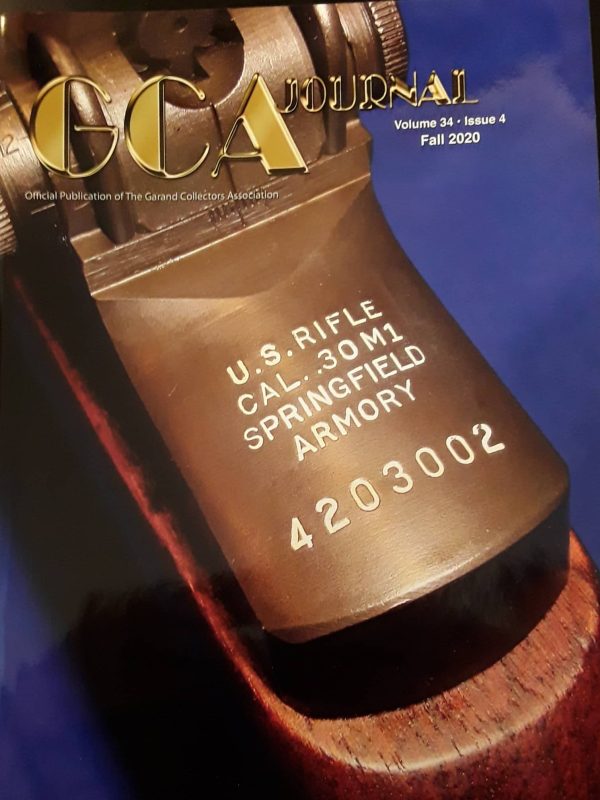 GCA JOURNAL
Volume 34 • Issue 4
Fall 2020
Official Publication of The Garand Collectors Association
12
U.S. RIFLE
CAL. .30 M1
SPRINGFIELD
ARMORY
4203002